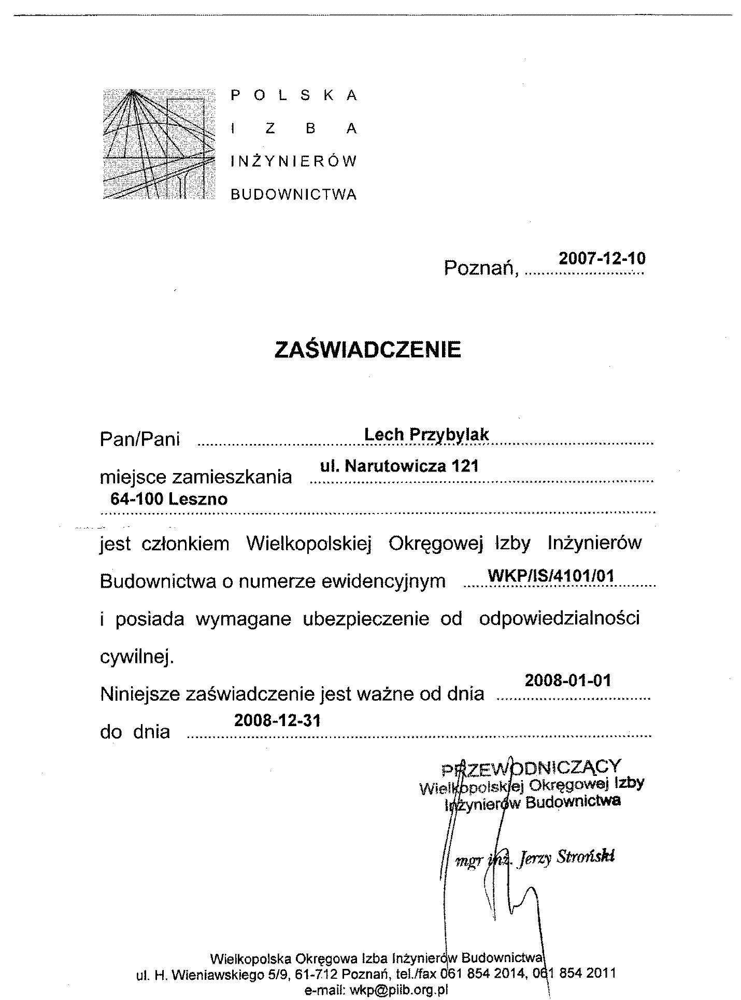 POLSKA
IZBA
INŻYNIERÓW
BUDOWNICTWA
Poznań, 2007-12-10
ZAŚWIADCZENIE
Pan/Pani Lech Przybylak
miejsce zamieszkania ul. Narutowicza 121
64-100 Leszno
jest członkiem Wielkopolskiej Okręgowej Izby Inżynierów
Budownictwa o numerze ewidencyjnym WKP/IS/4101/01
i posiada wymagane ubezpieczenie od odpowiedzialności
cywilnej.
Niniejsze zaświadczenie jest ważne od dnia 2008-01-01
do dnia 2008-12-31
PRZEWODNICZĄCY
Wielkopolskiej Okręgowej Izby
Inżynierów Budownictwa
mgr inż. Jerzy Stroński
Wielkopolska Okręgowa Izba Inżynierów Budownictwa
ul. H. Wieniawskiego 5/9, 61-712 Poznań, tel./fax 061 854 2014, 061 854 2011
e-mail: wkp@piib.org.pl